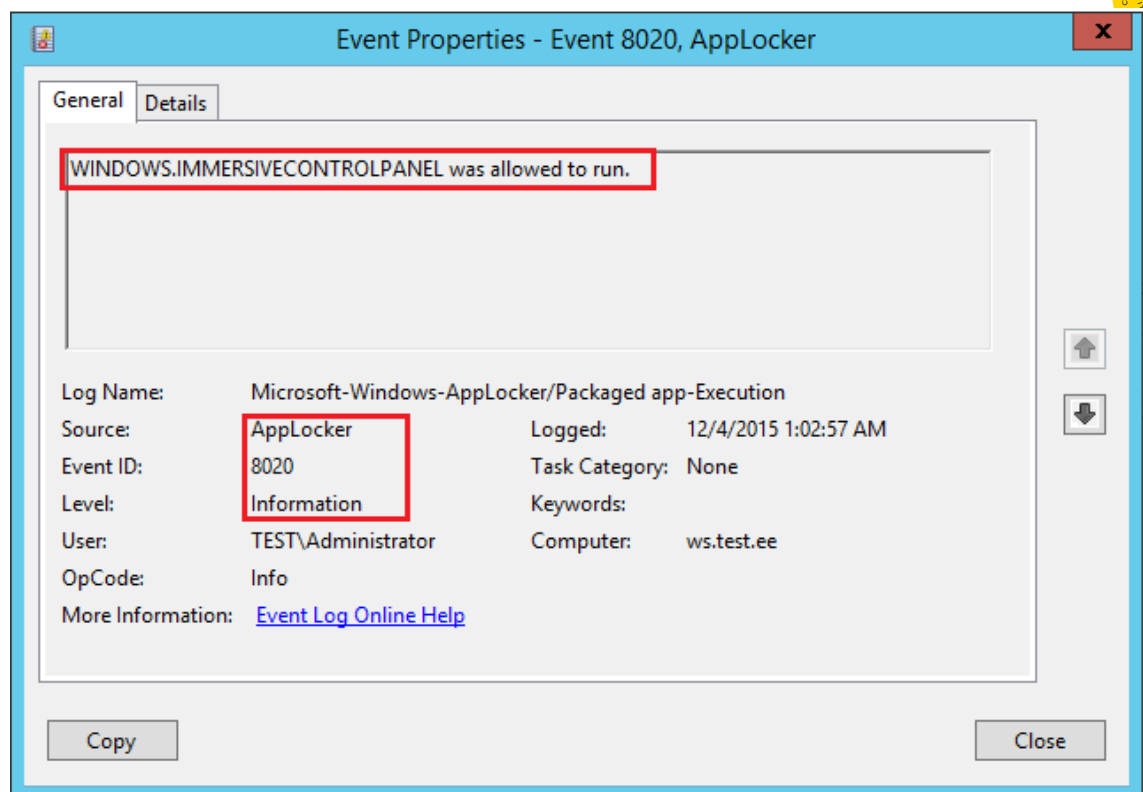 Event Properties - Event 8020, AppLocker
x
General Details
WINDOWS.IMMERSIVECONTROLPANEL was allowed to run.
Log Name: Microsoft-Windows-AppLocker/Packaged app-Execution
Source: AppLocker Logged: 12/4/2015 1:02:57 AM
Event ID: 8020 Task Category: None
Level: Information Keywords:
User: TEST\Administrator Computer: ws.test.ee
OpCode: Info
More Information: Event Log Online Help
Copy Close